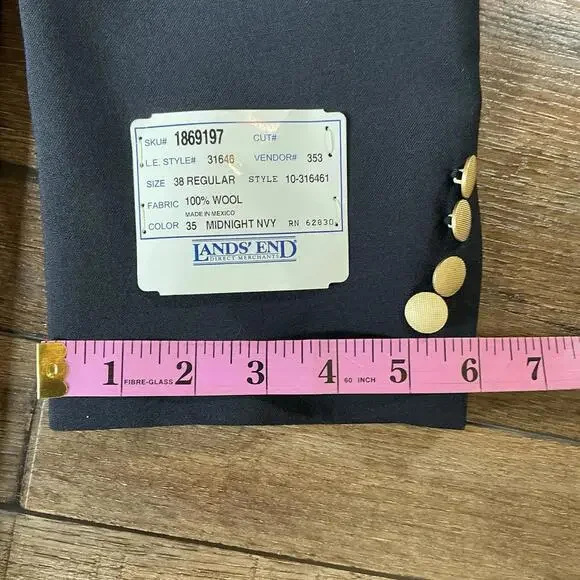 SKU# 1869197 CUT#
L.E. STYLE# 31646 VENDOR# 353
SIZE 38 REGULAR STYLE 10-316461
FABRIC 100% WOOL
MADE IN MEXICO
COLOR 35 MIDNIGHT NVY RN 62830
LANDS' END
DIRECT MERCHANTS
1 FIBRE-GLASS 2 3 4 60 INCH 5 6 7